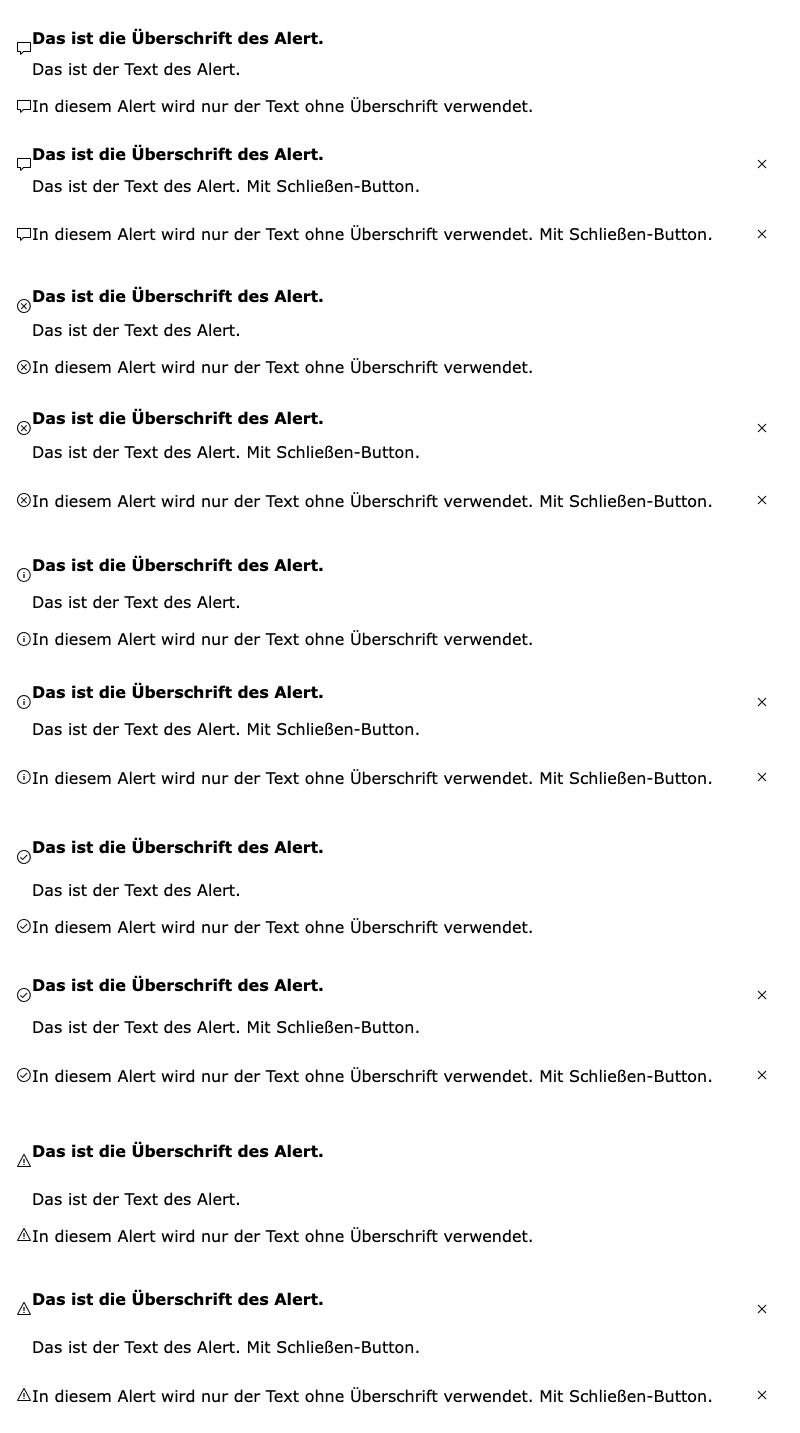 Das ist die Überschrift des Alert.
Das ist der Text des Alert.
In diesem Alert wird nur der Text ohne Überschrift verwendet.
Das ist die Überschrift des Alert.
Das ist der Text des Alert. Mit Schließen-Button.
In diesem Alert wird nur der Text ohne Überschrift verwendet. Mit Schließen-Button.
Das ist die Überschrift des Alert.
Das ist der Text des Alert.
In diesem Alert wird nur der Text ohne Überschrift verwendet.
Das ist die Überschrift des Alert.
Das ist der Text des Alert. Mit Schließen-Button.
In diesem Alert wird nur der Text ohne Überschrift verwendet. Mit Schließen-Button.
Das ist die Überschrift des Alert.
Das ist der Text des Alert.
In diesem Alert wird nur der Text ohne Überschrift verwendet.
Das ist die Überschrift des Alert.
Das ist der Text des Alert. Mit Schließen-Button.
In diesem Alert wird nur der Text ohne Überschrift verwendet. Mit Schließen-Button.
Das ist die Überschrift des Alert.
Das ist der Text des Alert.
In diesem Alert wird nur der Text ohne Überschrift verwendet.
Das ist die Überschrift des Alert.
Das ist der Text des Alert. Mit Schließen-Button.
In diesem Alert wird nur der Text ohne Überschrift verwendet. Mit Schließen-Button.
Das ist die Überschrift des Alert.
Das ist der Text des Alert.
In diesem Alert wird nur der Text ohne Überschrift verwendet.
Das ist die Überschrift des Alert.
Das ist der Text des Alert. Mit Schließen-Button.
In diesem Alert wird nur der Text ohne Überschrift verwendet. Mit Schließen-Button.